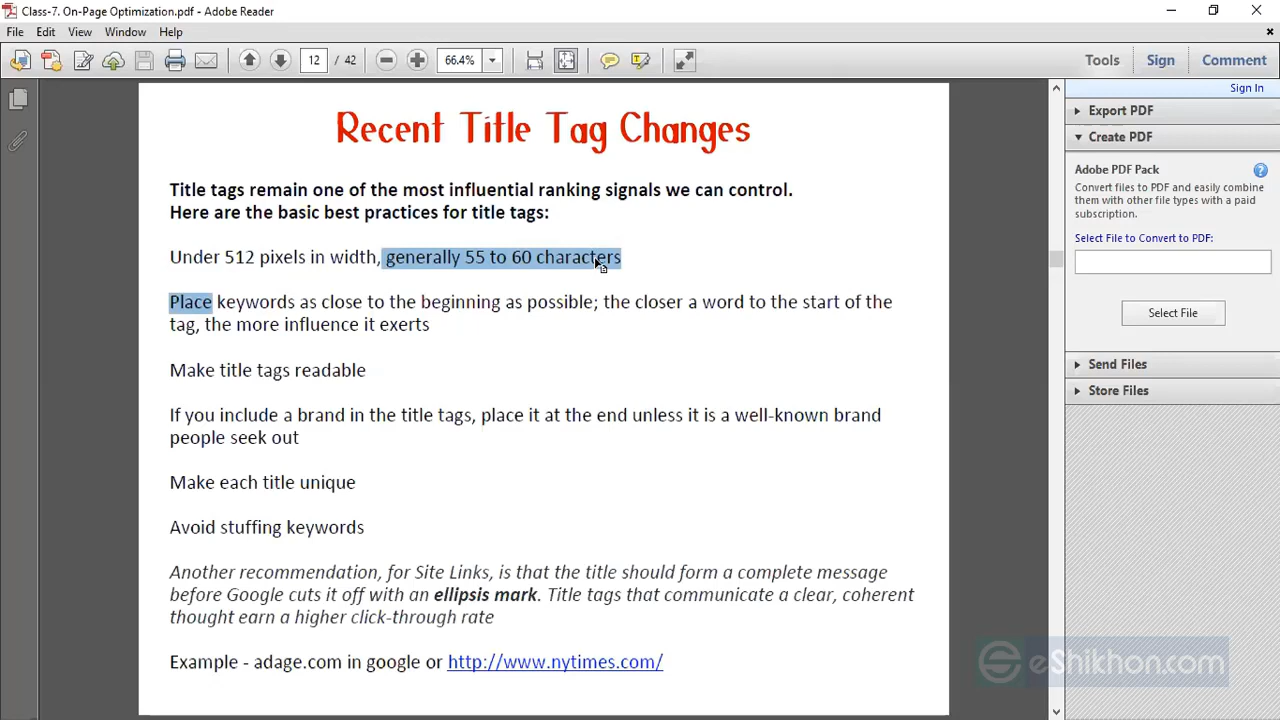 Class-7. On-Page Optimization.pdf - Adobe Reader
File Edit View Window Help
12 / 42 66.4% Tools Sign Comment
Sign In
Export PDF
Create PDF
Adobe PDF Pack
Convert files to PDF and easily combine
them with other file types with a paid
subscription.
Select File to Convert to PDF:
Select File
Send Files
Store Files
Recent Title Tag Changes
Title tags remain one of the most influential ranking signals we can control.
Here are the basic best practices for title tags:
Under 512 pixels in width, generally 55 to 60 characters
Place keywords as close to the beginning as possible; the closer a word to the start of the
tag, the more influence it exerts
Make title tags readable
If you include a brand in the title tags, place it at the end unless it is a well-known brand
people seek out
Make each title unique
Avoid stuffing keywords
Another recommendation, for Site Links, is that the title should form a complete message
before Google cuts it off with an ellipsis mark. Title tags that communicate a clear, coherent
thought earn a higher click-through rate
Example - adage.com in google or http://www.nytimes.com/
eShikhon.com